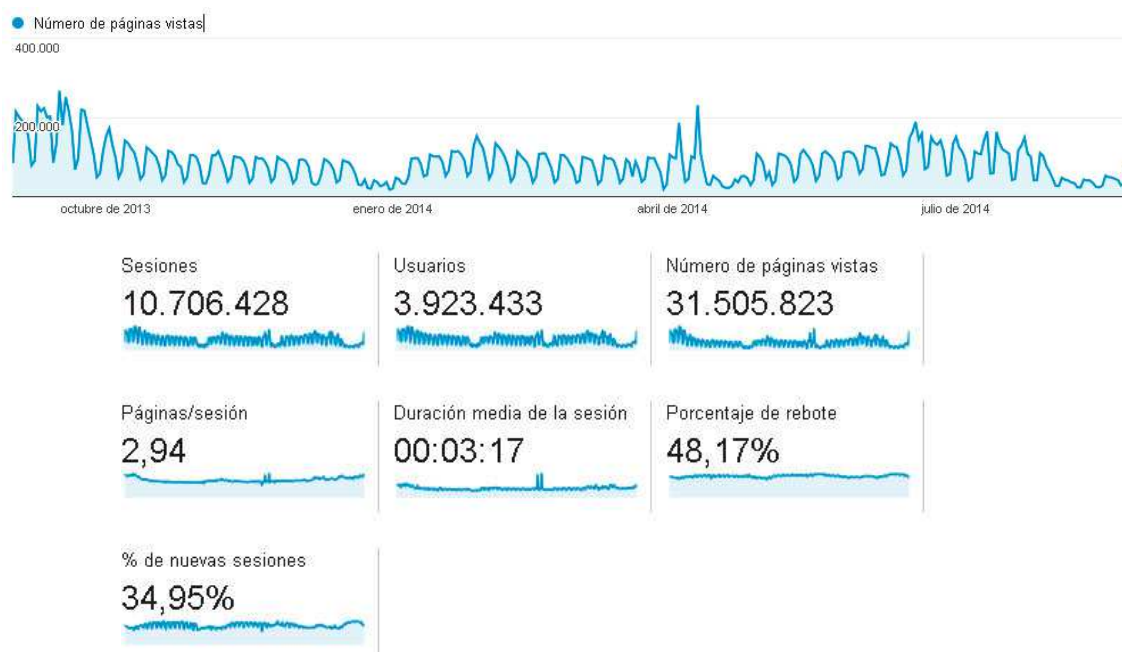 Número de páginas vistas
400.000
200.000
octubre de 2013 enero de 2014 abril de 2014 julio de 2014
Sesiones Usuarios Número de páginas vistas
10.706.428 3.923.433 31.505.823
Páginas/sesión Duración media de la sesión Porcentaje de rebote
2,94 00:03:17 48,17%
% de nuevas sesiones
34,95%